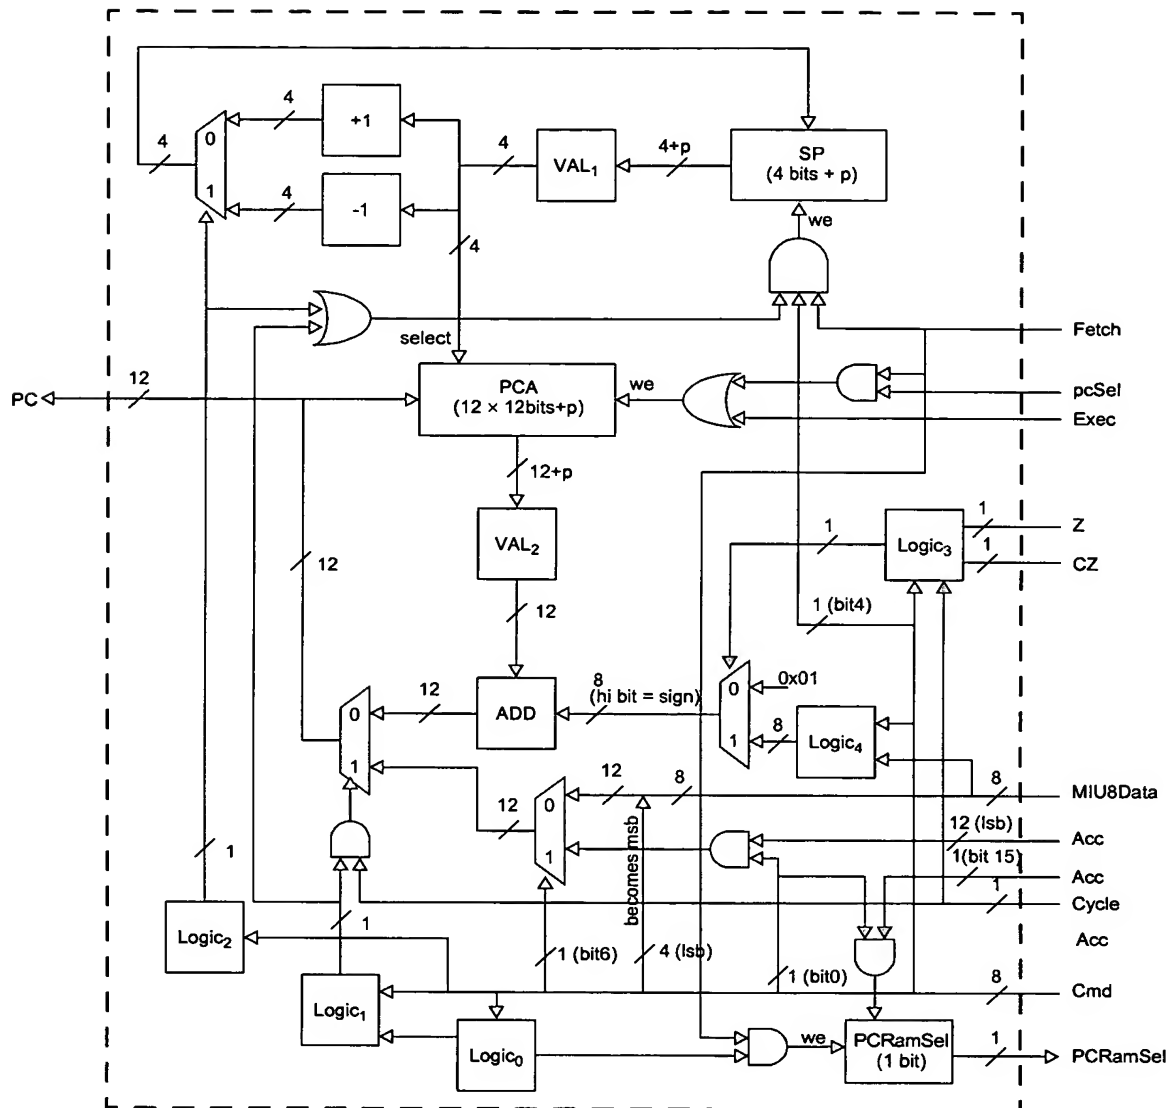 4
+1
4
4
0
1
4
-1
4
VAL₁
4+p
SP
(4 bits + p)
we
4
select
Fetch
12
PC
PCA
(12 × 12bits+p)
we
pcSel
Exec
12+p
VAL₂
12
12
1
Logic₃
1
Z
1
CZ
1 (bit4)
0x01
0
1
8
(hi bit = sign)
12
ADD
0
1
8
Logic₄
12
8
8
MIU8Data
12
0
1
becomes msb
12 (lsb)
Acc
1(bit 15)
Acc
1
Cycle
1
1
Logic₂
Acc
1 (bit6)
4 (lsb)
1 (bit0)
8
Cmd
Logic₁
Logic₀
we
PCRamSel
(1 bit)
1
PCRamSel